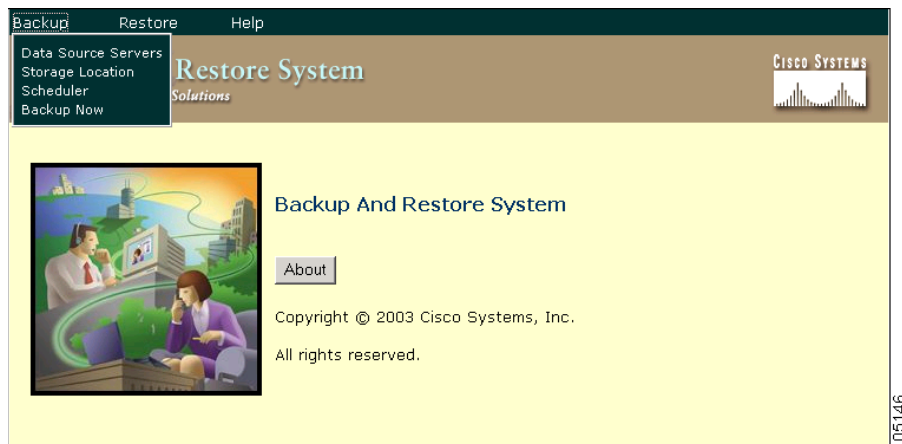 Backup Restore Help
Data Source Servers
Storage Location
Scheduler
Backup Now
Restore System
Solutions
CISCO SYSTEMS
Backup And Restore System
About
Copyright © 2003 Cisco Systems, Inc.
All rights reserved.
05146